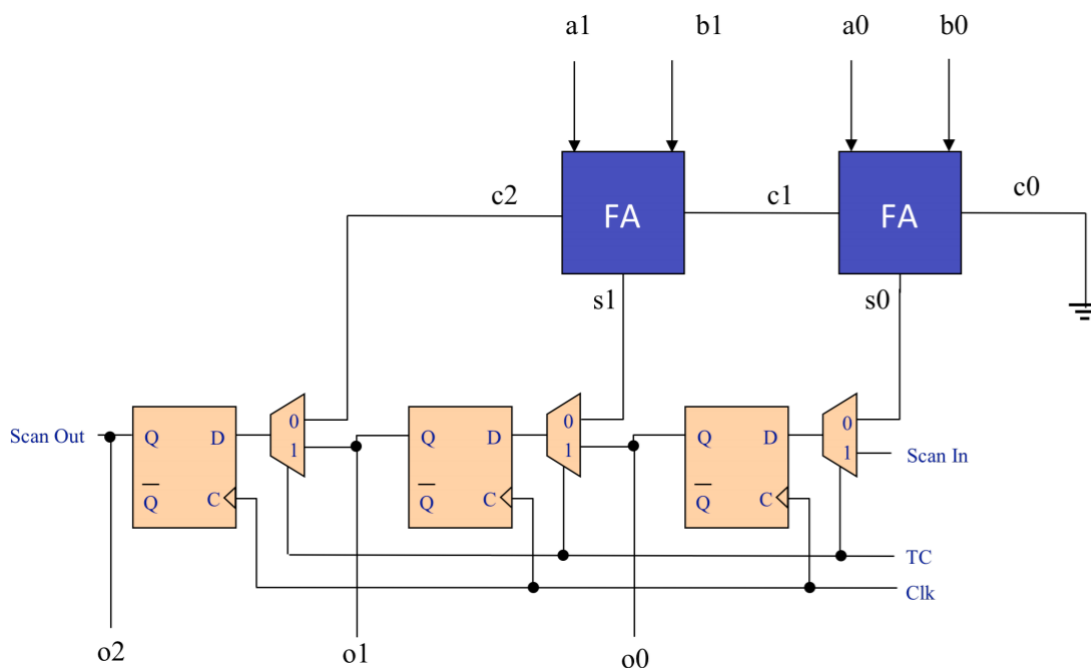 a1 b1 a0 b0
c2 FA c1 FA c0
s1 s0
0 0 0
Scan Out Q D 1 Q D 1 Q D 1 Scan In
Q C Q C Q C
TC
Clk
o2 o1 o0